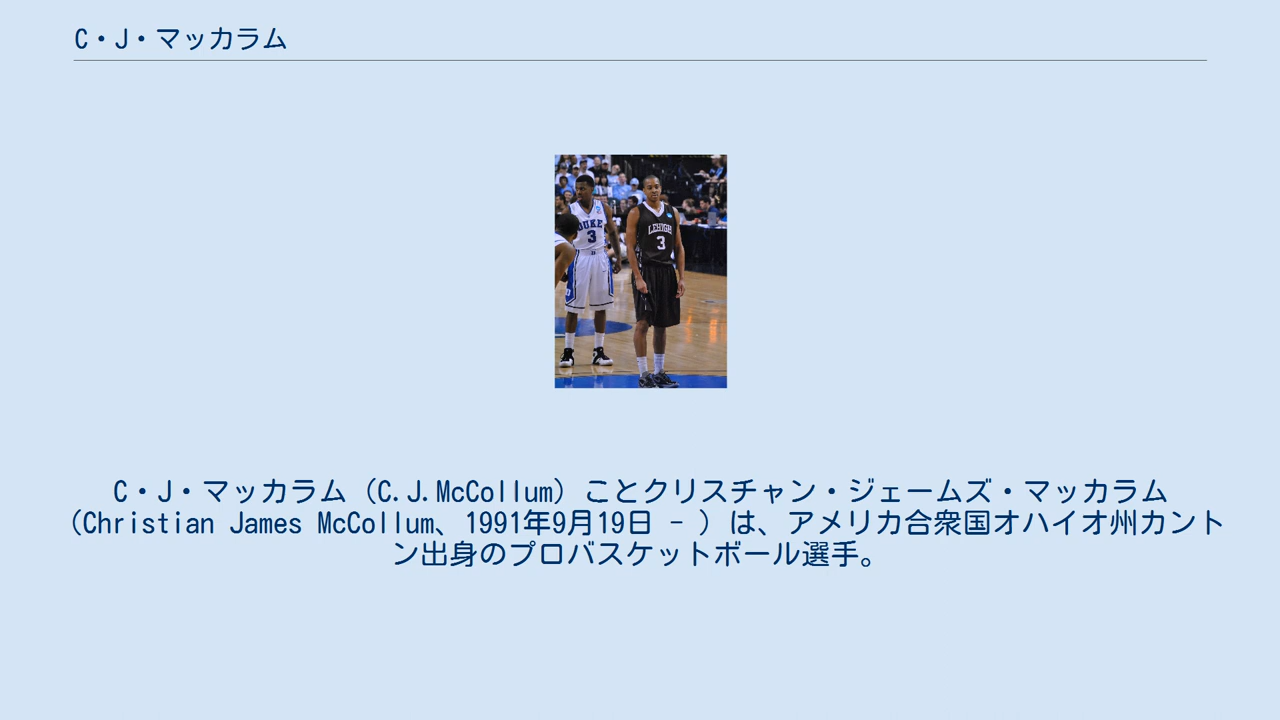 C・J・マッカラム
DUKE
3
LEHIGH
3
C・J・マッカラム（C.J.McCollum）ことクリスチャン・ジェームズ・マッカラム
（Christian James McCollum、1991年9月19日 - ）は、アメリカ合衆国オハイオ州カント
ン出身のプロバスケットボール選手。